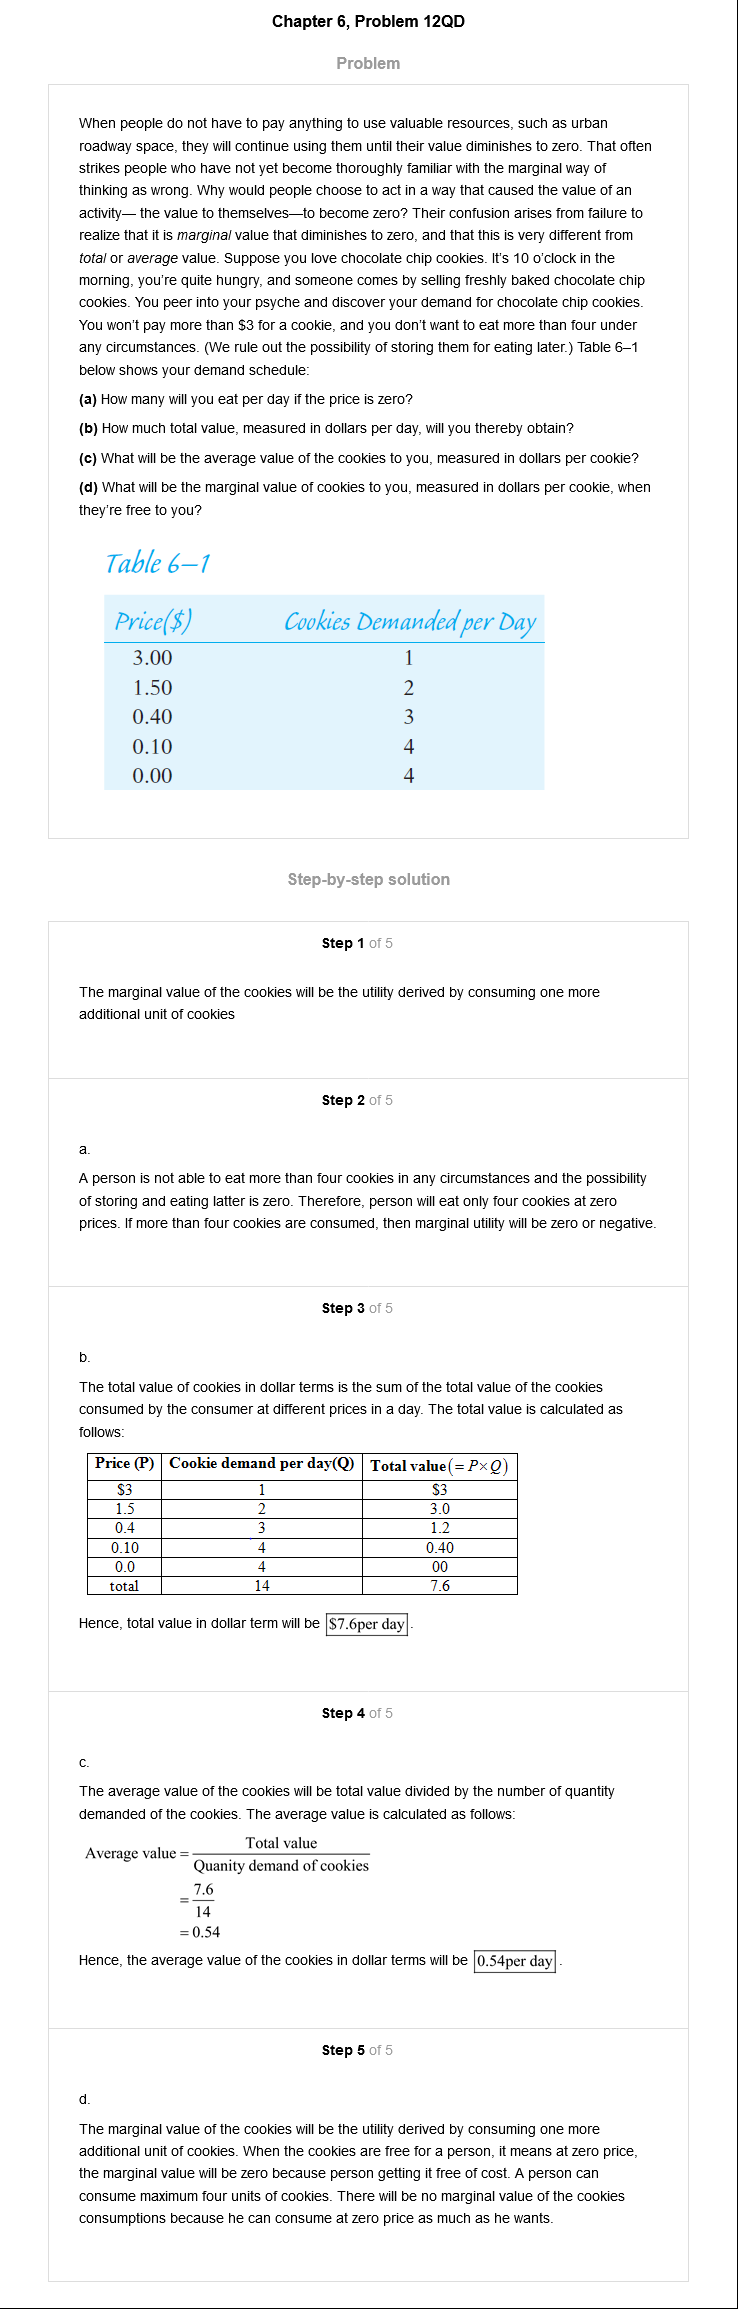 Chapter 6, Problem 12QD
Problem
When people do not have to pay anything to use valuable resources, such as urban
roadway space, they will continue using them until their value diminishes to zero. That often
strikes people who have not yet become thoroughly familiar with the marginal way of
thinking as wrong. Why would people choose to act in a way that caused the value of an
activity— the value to themselves—to become zero? Their confusion arises from failure to
realize that it is marginal value that diminishes to zero, and that this is very different from
total or average value. Suppose you love chocolate chip cookies. It's 10 o'clock in the
morning, you're quite hungry, and someone comes by selling freshly baked chocolate chip
cookies. You peer into your psyche and discover your demand for chocolate chip cookies.
You won't pay more than $3 for a cookie, and you don't want to eat more than four under
any circumstances. (We rule out the possibility of storing them for eating later.) Table 6–1
below shows your demand schedule:
(a) How many will you eat per day if the price is zero?
(b) How much total value, measured in dollars per day, will you thereby obtain?
(c) What will be the average value of the cookies to you, measured in dollars per cookie?
(d) What will be the marginal value of cookies to you, measured in dollars per cookie, when
they're free to you?
Table 6–1
Price($) Cookies Demanded per Day
3.00 1
1.50 2
0.40 3
0.10 4
0.00 4
Step-by-step solution
Step 1 of 5
The marginal value of the cookies will be the utility derived by consuming one more
additional unit of cookies
Step 2 of 5
a.
A person is not able to eat more than four cookies in any circumstances and the possibility
of storing and eating latter is zero. Therefore, person will eat only four cookies at zero
prices. If more than four cookies are consumed, then marginal utility will be zero or negative.
Step 3 of 5
b.
The total value of cookies in dollar terms is the sum of the total value of the cookies
consumed by the consumer at different prices in a day. The total value is calculated as
follows:
Price (P) Cookie demand per day(Q) Total value(= P×Q)
$3 1 $3
1.5 2 3.0
0.4 3 1.2
0.10 4 0.40
0.0 4 00
total 14 7.6
Hence, total value in dollar term will be $7.6per day.
Step 4 of 5
c.
The average value of the cookies will be total value divided by the number of quantity
demanded of the cookies. The average value is calculated as follows:
Average value = Total value
Quanity demand of cookies
= 7.6
14
= 0.54
Hence, the average value of the cookies in dollar terms will be 0.54per day.
Step 5 of 5
d.
The marginal value of the cookies will be the utility derived by consuming one more
additional unit of cookies. When the cookies are free for a person, it means at zero price,
the marginal value will be zero because person getting it free of cost. A person can
consume maximum four units of cookies. There will be no marginal value of the cookies
consumptions because he can consume at zero price as much as he wants.